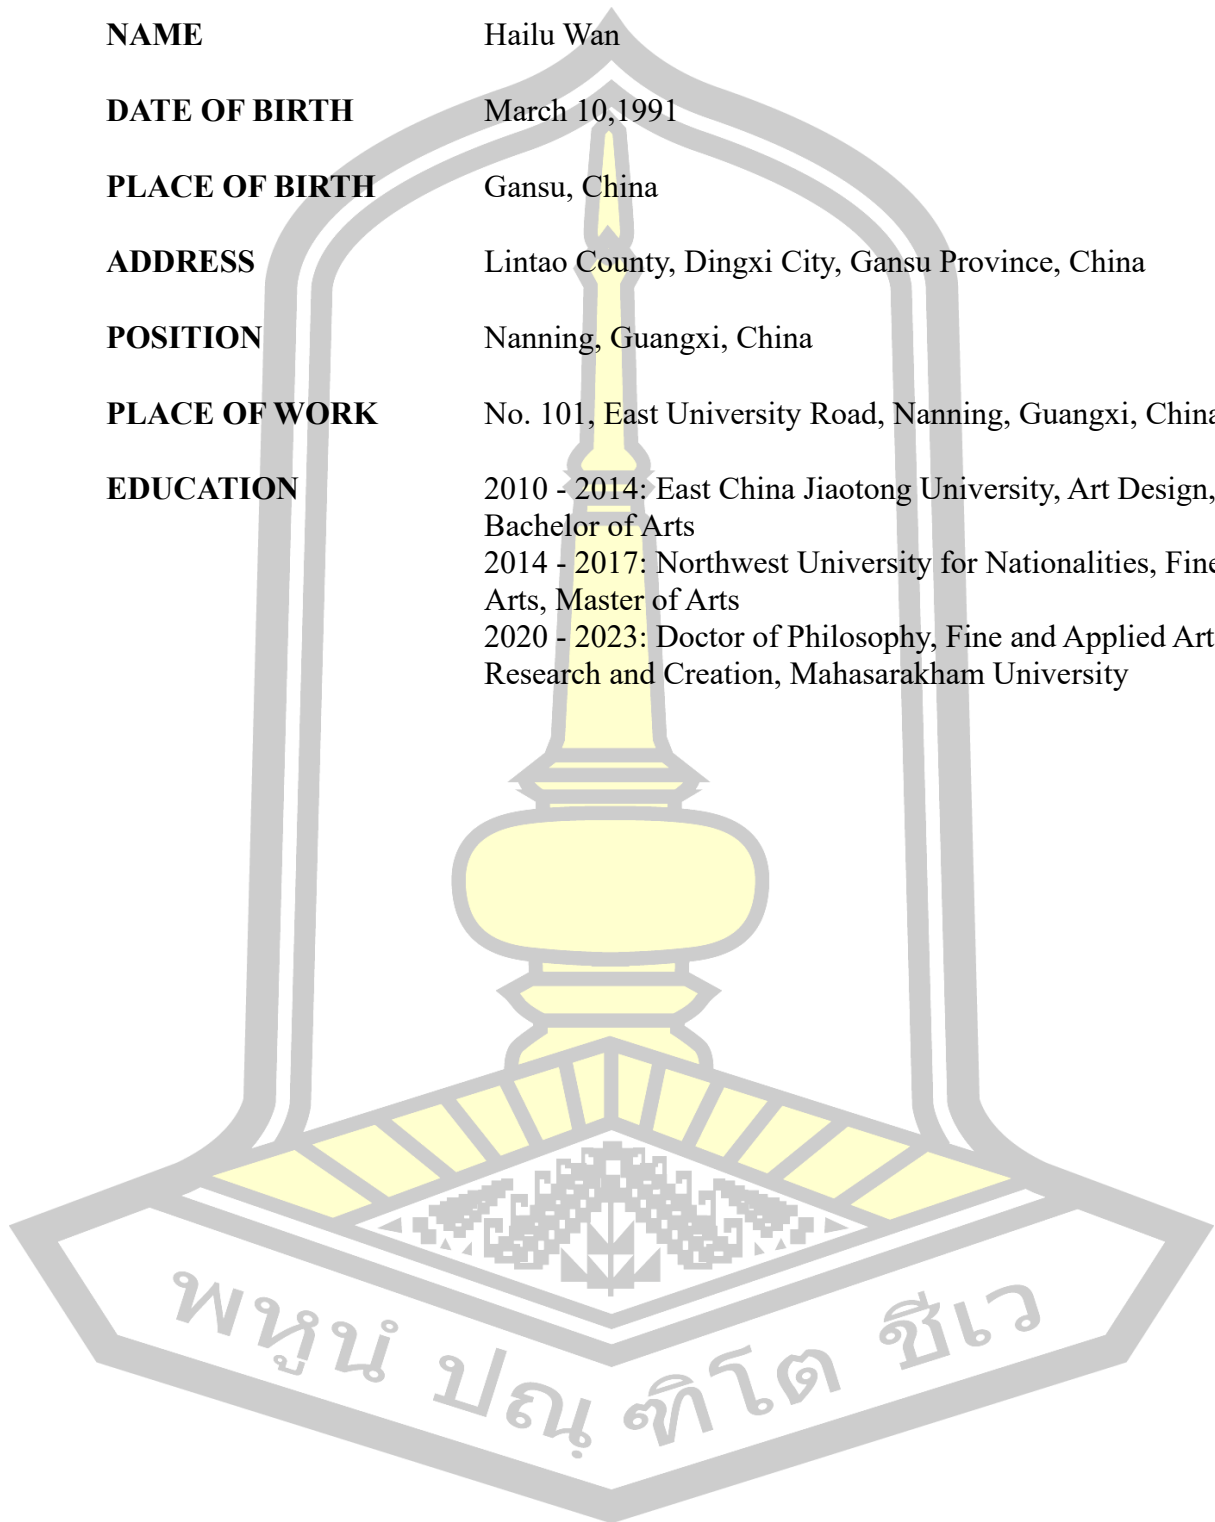 NAME Hailu Wan
DATE OF BIRTH March 10,1991
PLACE OF BIRTH Gansu, China
ADDRESS Lintao County, Dingxi City, Gansu Province, China
POSITION Nanning, Guangxi, China
PLACE OF WORK No. 101, East University Road, Nanning, Guangxi, China
EDUCATION 2010 - 2014: East China Jiaotong University, Art Design,
Bachelor of Arts
2014 - 2017: Northwest University for Nationalities, Fine
Arts, Master of Arts
2020 - 2023: Doctor of Philosophy, Fine and Applied Art
Research and Creation, Mahasarakham University
พหูนํ ปณฺ ฑิโต ชีเว